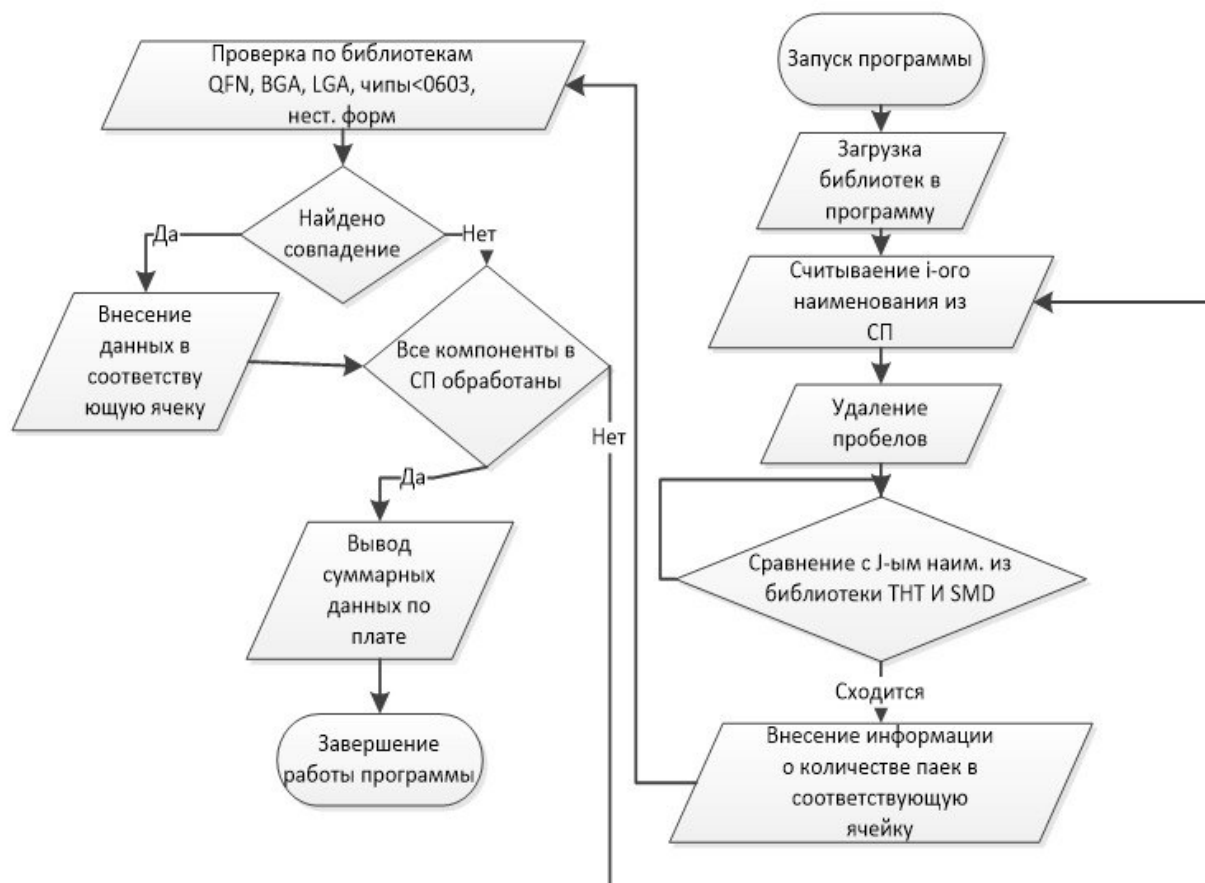 Запуск программы
Загрузка
библиотек в
программу
Считываение i-ого
наименования из
СП
Удаление
пробелов
Сравнение с J-ым наим. из
библиотеки THT И SMD
Сходится
Внесение информации
о количестве паек в
соответствующую
ячейку
Проверка по библиотекам
QFN, BGA, LGA, чипы<0603,
нест. форм
Найдено
совпадение
Да
Нет
Внесение
данных в
соответству
ющую ячеку
Все компоненты в
СП обработаны
Нет
Да
Вывод
суммарных
данных по
плате
Завершение
работы программы